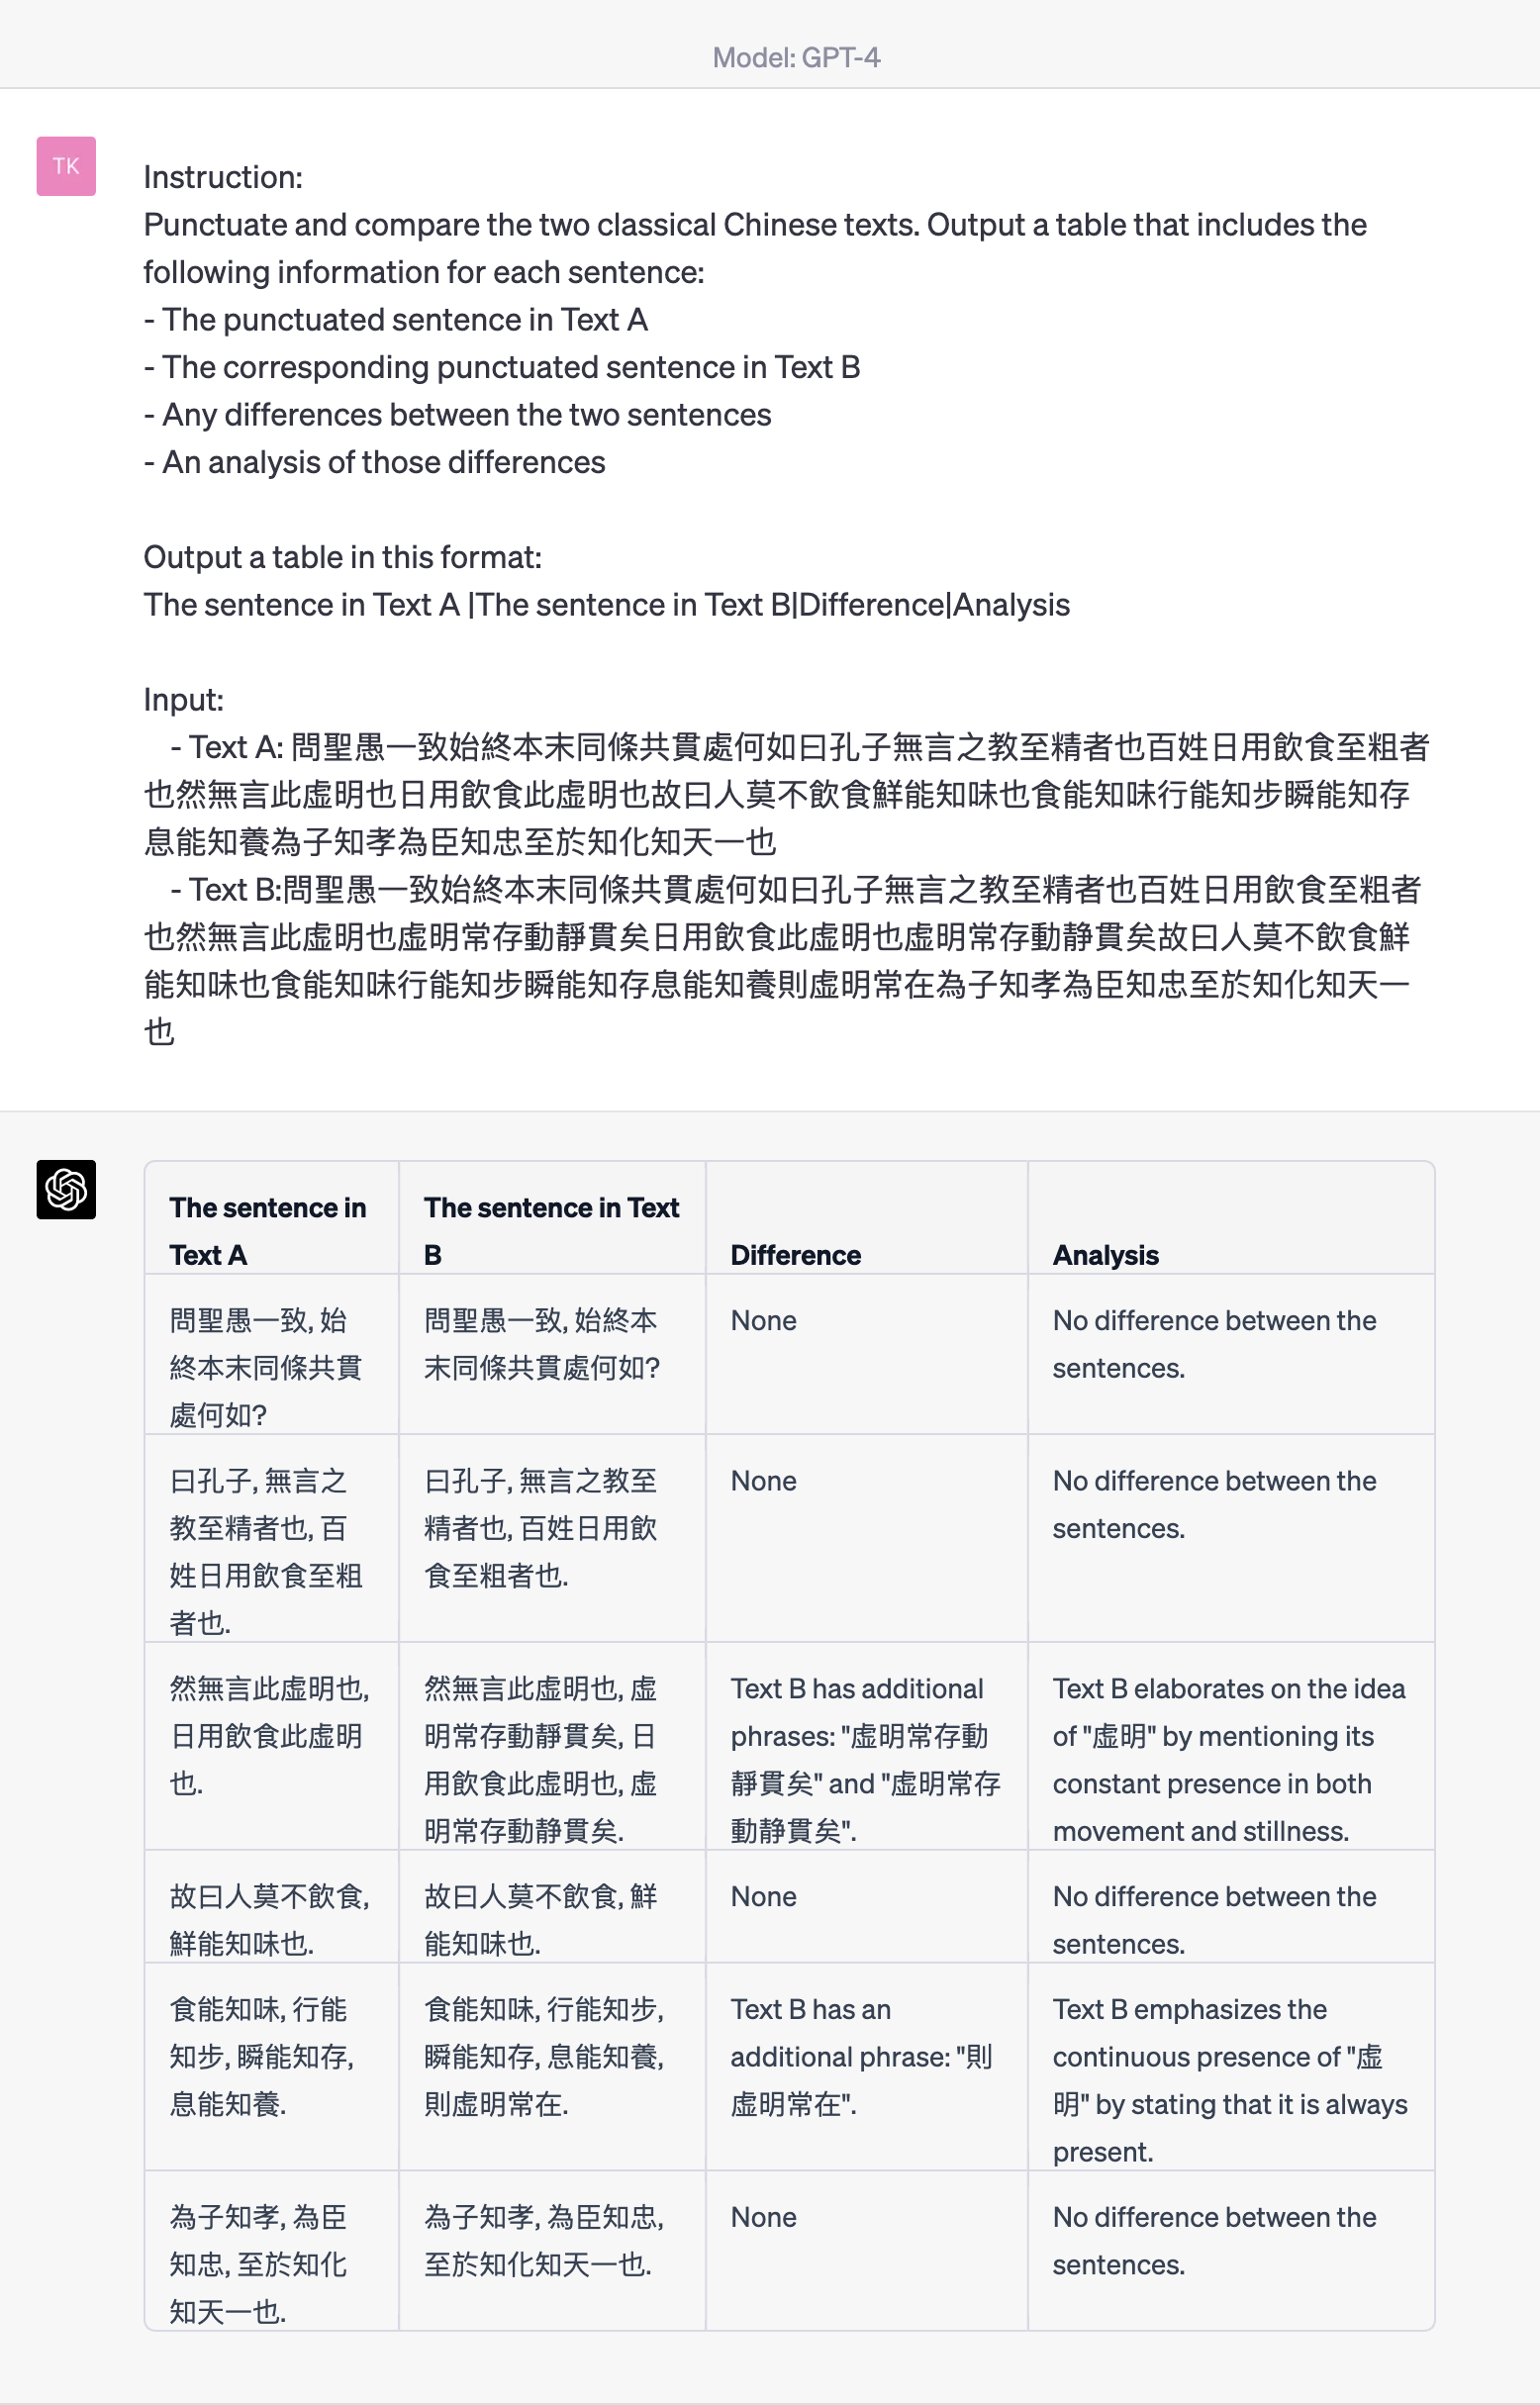 Model: GPT-4
TK
Instruction:
Punctuate and compare the two classical Chinese texts. Output a table that includes the
following information for each sentence:
- The punctuated sentence in Text A
- The corresponding punctuated sentence in Text B
- Any differences between the two sentences
- An analysis of those differences
Output a table in this format:
The sentence in Text A |The sentence in Text B|Difference|Analysis
Input:
- Text A: 問聖愚一致始終本末同條共貫處何如曰孔子無言之教至精者也百姓日用飲食至粗者
也然無言此虛明也日用飲食此虛明也故曰人莫不飲食鮮能知味也食能知味行能知步瞬能知存
息能知養為子知孝為臣知忠至於知化知天一也
- Text B:問聖愚一致始終本末同條共貫處何如曰孔子無言之教至精者也百姓日用飲食至粗者
也然無言此虛明也虛明常存動靜貫矣日用飲食此虛明也虛明常存動静貫矣故曰人莫不飲食鮮
能知味也食能知味行能知步瞬能知存息能知養則虛明常在為子知孝為臣知忠至於知化知天一
也
The sentence in
Text A
The sentence in Text
B
Difference
Analysis
問聖愚一致, 始
終本末同條共貫
處何如?
問聖愚一致, 始終本
末同條共貫處何如?
None
No difference between the
sentences.
曰孔子, 無言之
教至精者也, 百
姓日用飲食至粗
者也.
曰孔子, 無言之教至
精者也, 百姓日用飲
食至粗者也.
None
No difference between the
sentences.
然無言此虛明也,
日用飲食此虛明
也.
然無言此虛明也, 虛
明常存動靜貫矣, 日
用飲食此虛明也, 虛
明常存動静貫矣.
Text B has additional
phrases: "虛明常存動
靜貫矣" and "虛明常存
動静貫矣".
Text B elaborates on the idea
of "虛明" by mentioning its
constant presence in both
movement and stillness.
故曰人莫不飲食,
鮮能知味也.
故曰人莫不飲食, 鮮
能知味也.
None
No difference between the
sentences.
食能知味, 行能
知步, 瞬能知存,
息能知養.
食能知味, 行能知步,
瞬能知存, 息能知養,
則虛明常在.
Text B has an
additional phrase: "則
虛明常在".
Text B emphasizes the
continuous presence of "虛
明" by stating that it is always
present.
為子知孝, 為臣
知忠, 至於知化
知天一也.
為子知孝, 為臣知忠,
至於知化知天一也.
None
No difference between the
sentences.